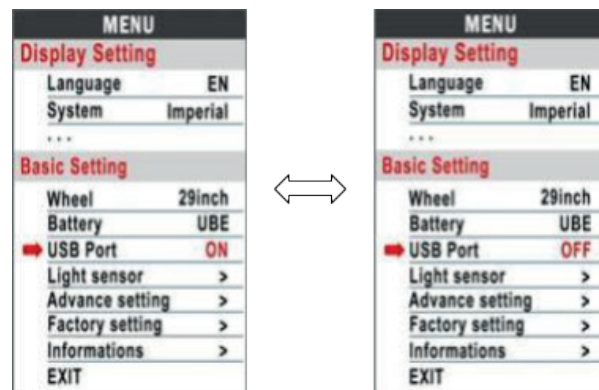 MENU
Display Setting
Language EN
System Imperial
...
Basic Setting
Wheel 29inch
Battery UBE
USB Port ON
Light sensor >
Advance setting >
Factory setting >
Informations >
EXIT
MENU
Display Setting
Language EN
System Imperial
...
Basic Setting
Wheel 29inch
Battery UBE
USB Port OFF
Light sensor >
Advance setting >
Factory setting >
Informations >
EXIT